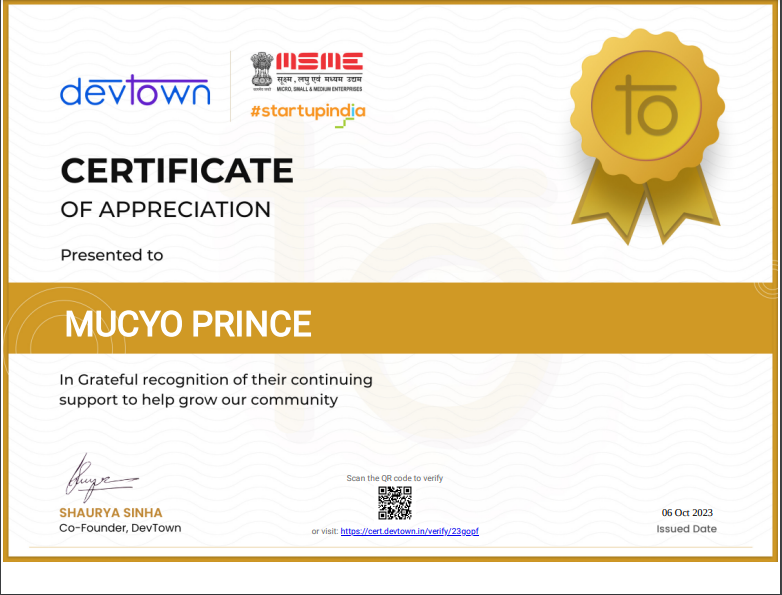 devtown
MSME
सूक्ष्म, लघु एवं मध्यम उद्यम
MICRO, SMALL & MEDIUM ENTERPRISES
#startupindia
to
CERTIFICATE
OF APPRECIATION
Presented to
MUCYO PRINCE
In Grateful recognition of their continuing
support to help grow our community
Scan the QR code to verify
SHAURYA SINHA
Co-Founder, DevTown
or visit: https://cert.devtown.in/verify/23gopf
06 Oct 2023
Issued Date